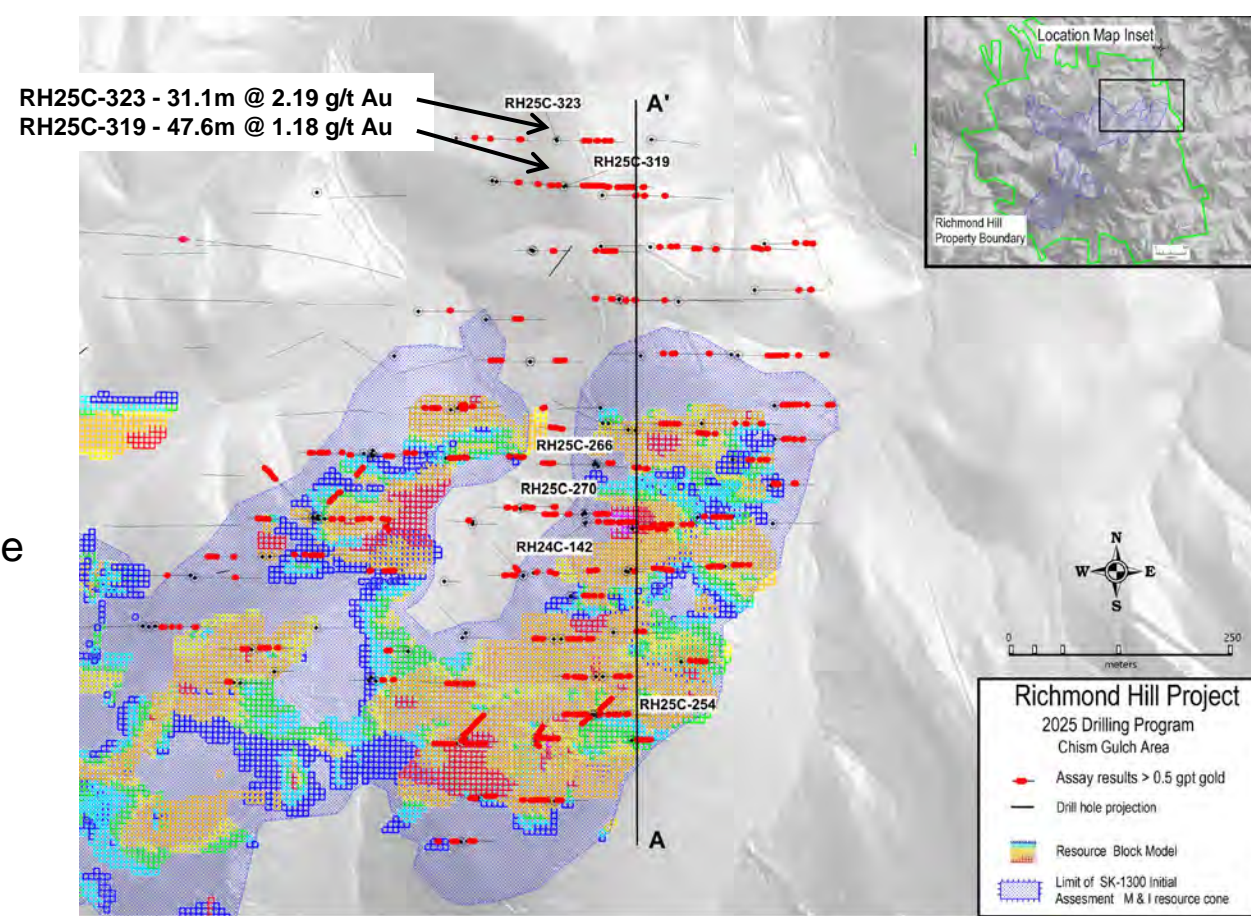 Location Map Inset
Richmond Hill
Property Boundary
RH25C-323 - 31.1m @ 2.19 g/t Au
RH25C-319 - 47.6m @ 1.18 g/t Au
RH25C-323
A'
RH25C-319
RH25C-266
RH25C-270
RH24C-142
e
RH25C-254
A
N
W
E
S
0
250
meters
Richmond Hill Project
2025 Drilling Program
Chism Gulch Area
Assay results > 0.5 gpt gold
Drill hole projection
Resource Block Model
Limit of SK-1300 Initial
Assesment M & I resource cone